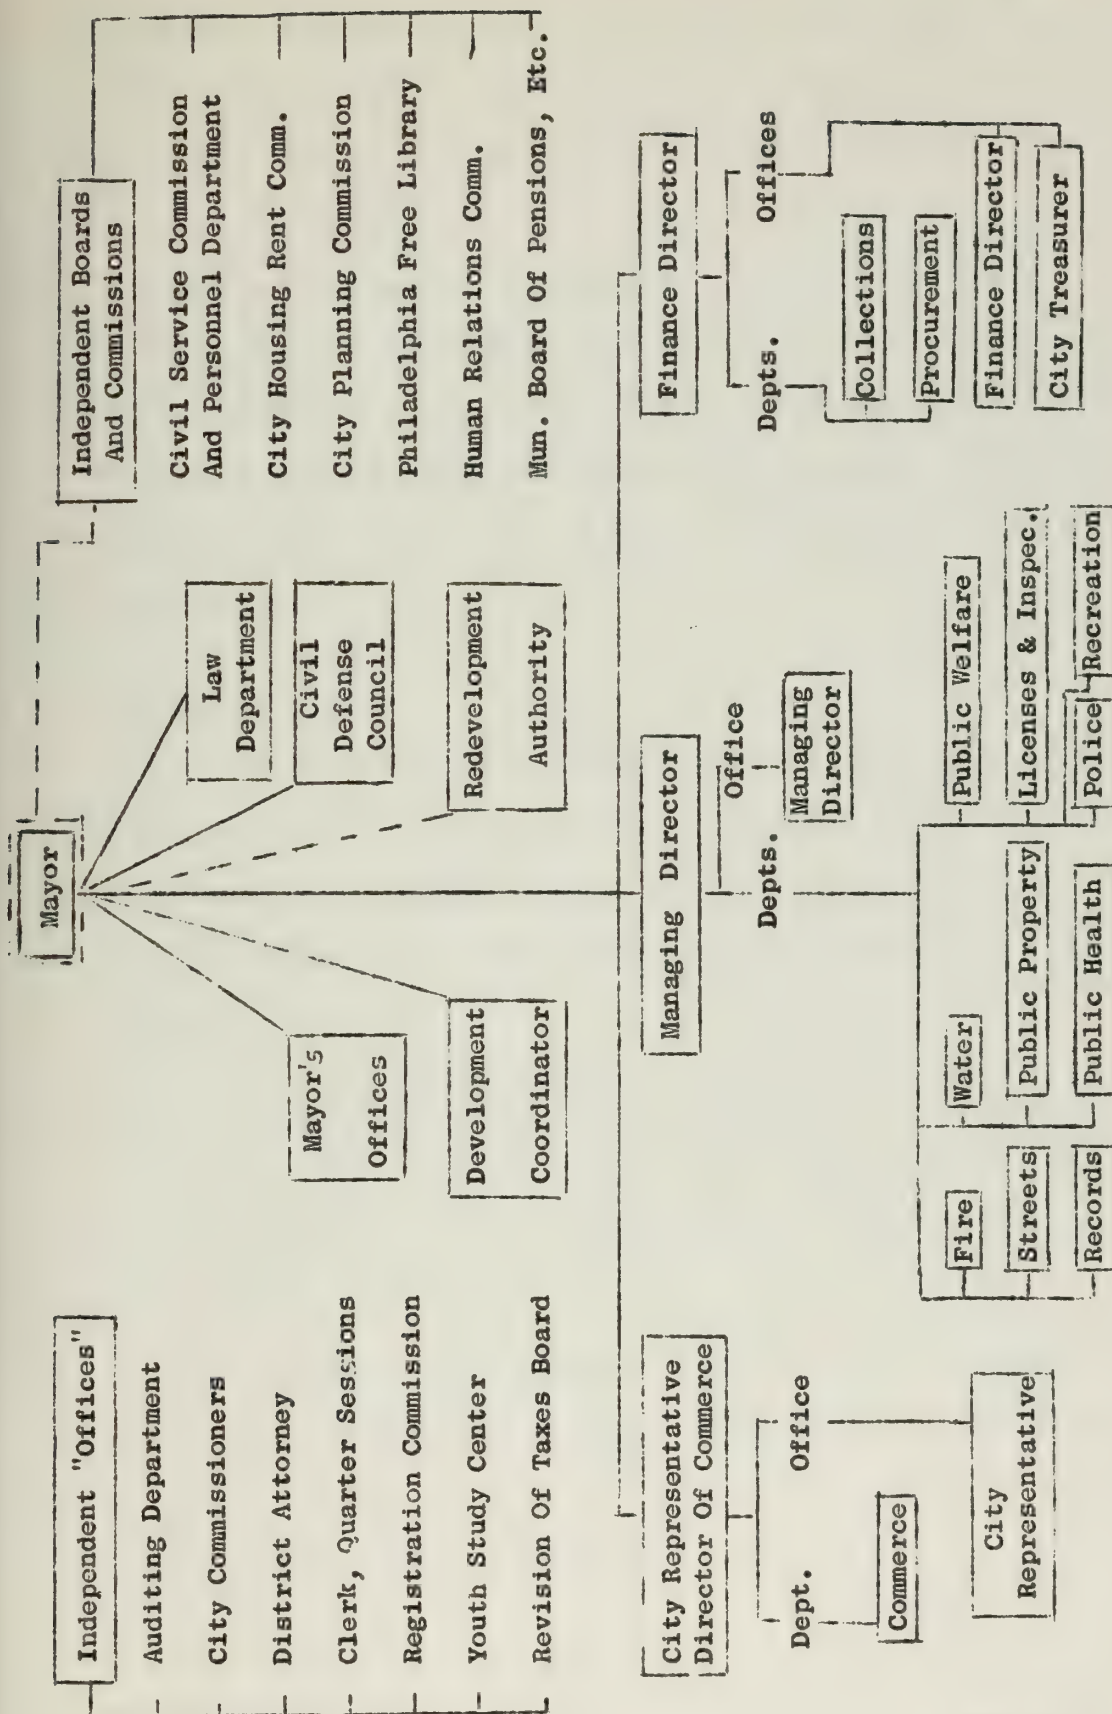 Mayor
Independent "Offices"
Auditing Department
City Commissioners
District Attorney
Clerk, Quarter Sessions
Registration Commission
Youth Study Center
Revision Of Taxes Board
Mayor's
Offices
Development
Coordinator
Law
Department
Civil
Defense
Council
Redevelopment
Authority
Independent Boards
And Commissions
Civil Service Commission
And Personnel Department
City Housing Rent Comm.
City Planning Commission
Philadelphia Free Library
Human Relations Comm.
Mun. Board Of Pensions, Etc.
City Representative
Director Of Commerce
Dept.
Office
Commerce
City
Representative
Managing Director
Depts.
Office
Managing
Director
Fire
Water
Public Welfare
Streets
Public Property
Licenses & Inspec.
Records
Public Health
Police
Recreation
Finance Director
Depts.
Offices
Collections
Procurement
Finance Director
City Treasurer